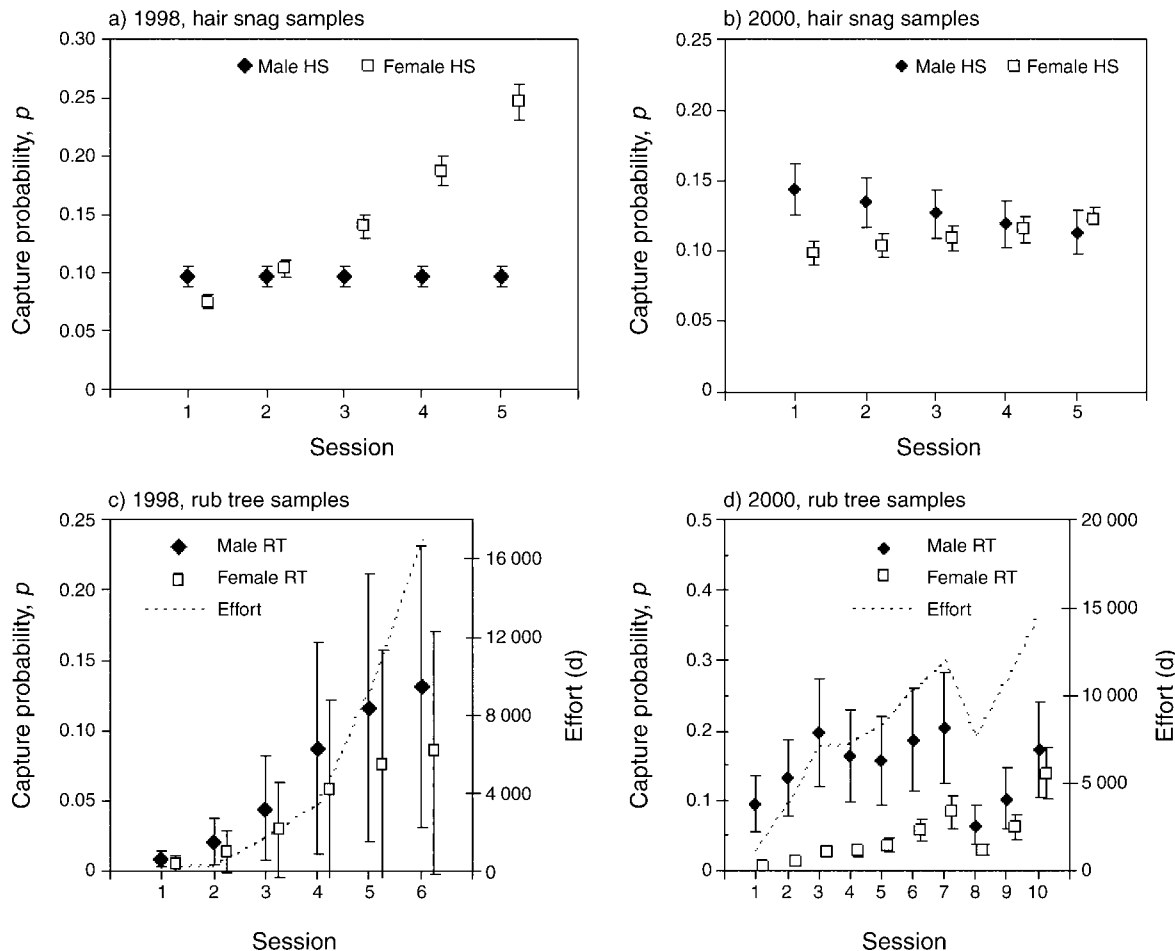 a) 1998, hair snag samples
0.30
0.25
0.20
0.15
0.10
0.05
0
Capture probability, p
Male HS
Female HS
1 2 3 4 5
Session
b) 2000, hair snag samples
0.25
0.20
0.15
0.10
0.05
0
Capture probability, p
Male HS
Female HS
1 2 3 4 5
Session
c) 1998, rub tree samples
0.25
0.20
0.15
0.10
0.05
0
Capture probability, p
Male RT
Female RT
Effort
16 000
12 000
8 000
4 000
0
Effort (d)
1 2 3 4 5 6
Session
d) 2000, rub tree samples
0.5
0.4
0.3
0.2
0.1
0
Capture probability, p
Male RT
Female RT
Effort
20 000
15 000
10 000
5 000
0
Effort (d)
1 2 3 4 5 6 7 8 9 10
Session